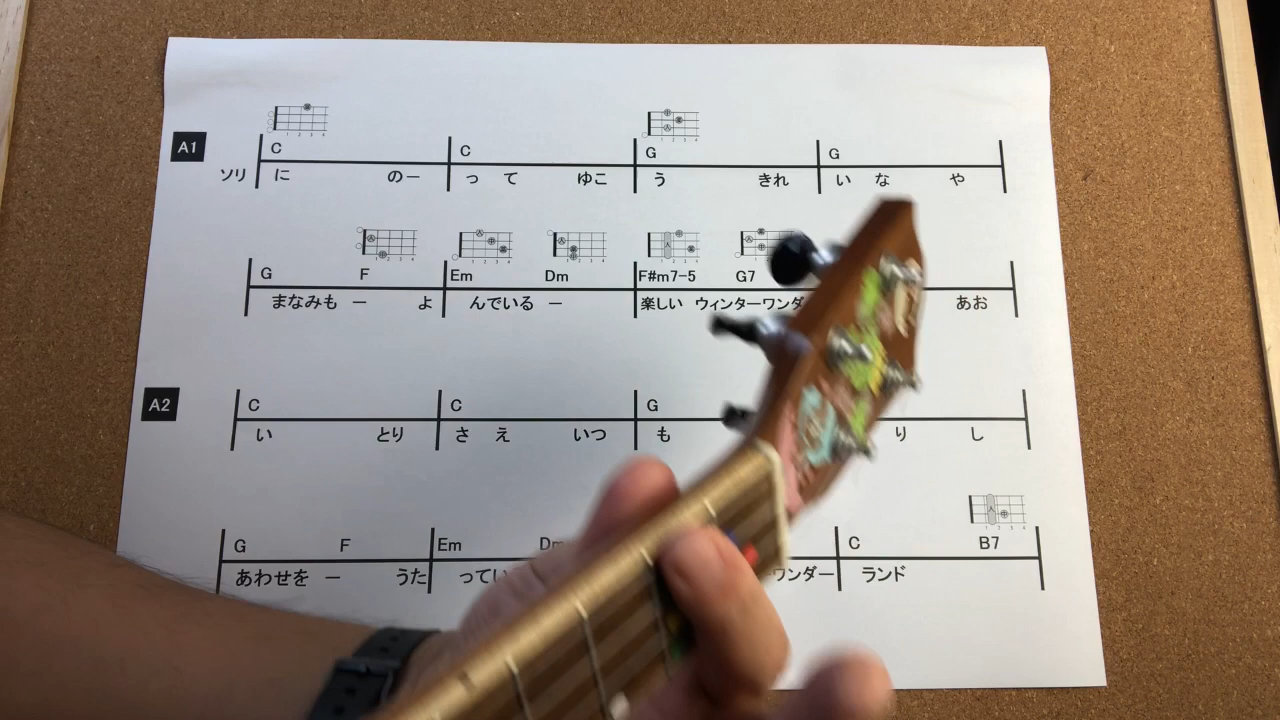 A1 C C G G
ソリ に のー っ て ゆこ う きれ い な や
G F Em Dm F#m7-5 G7
まなみも ー よ んでいる ー 楽しい ウィンターワンダ あお
A2 C C G
い とり さ え いつ も り し
G F Em Dm C B7
あわせを ー うた ってい ワンダー ランド